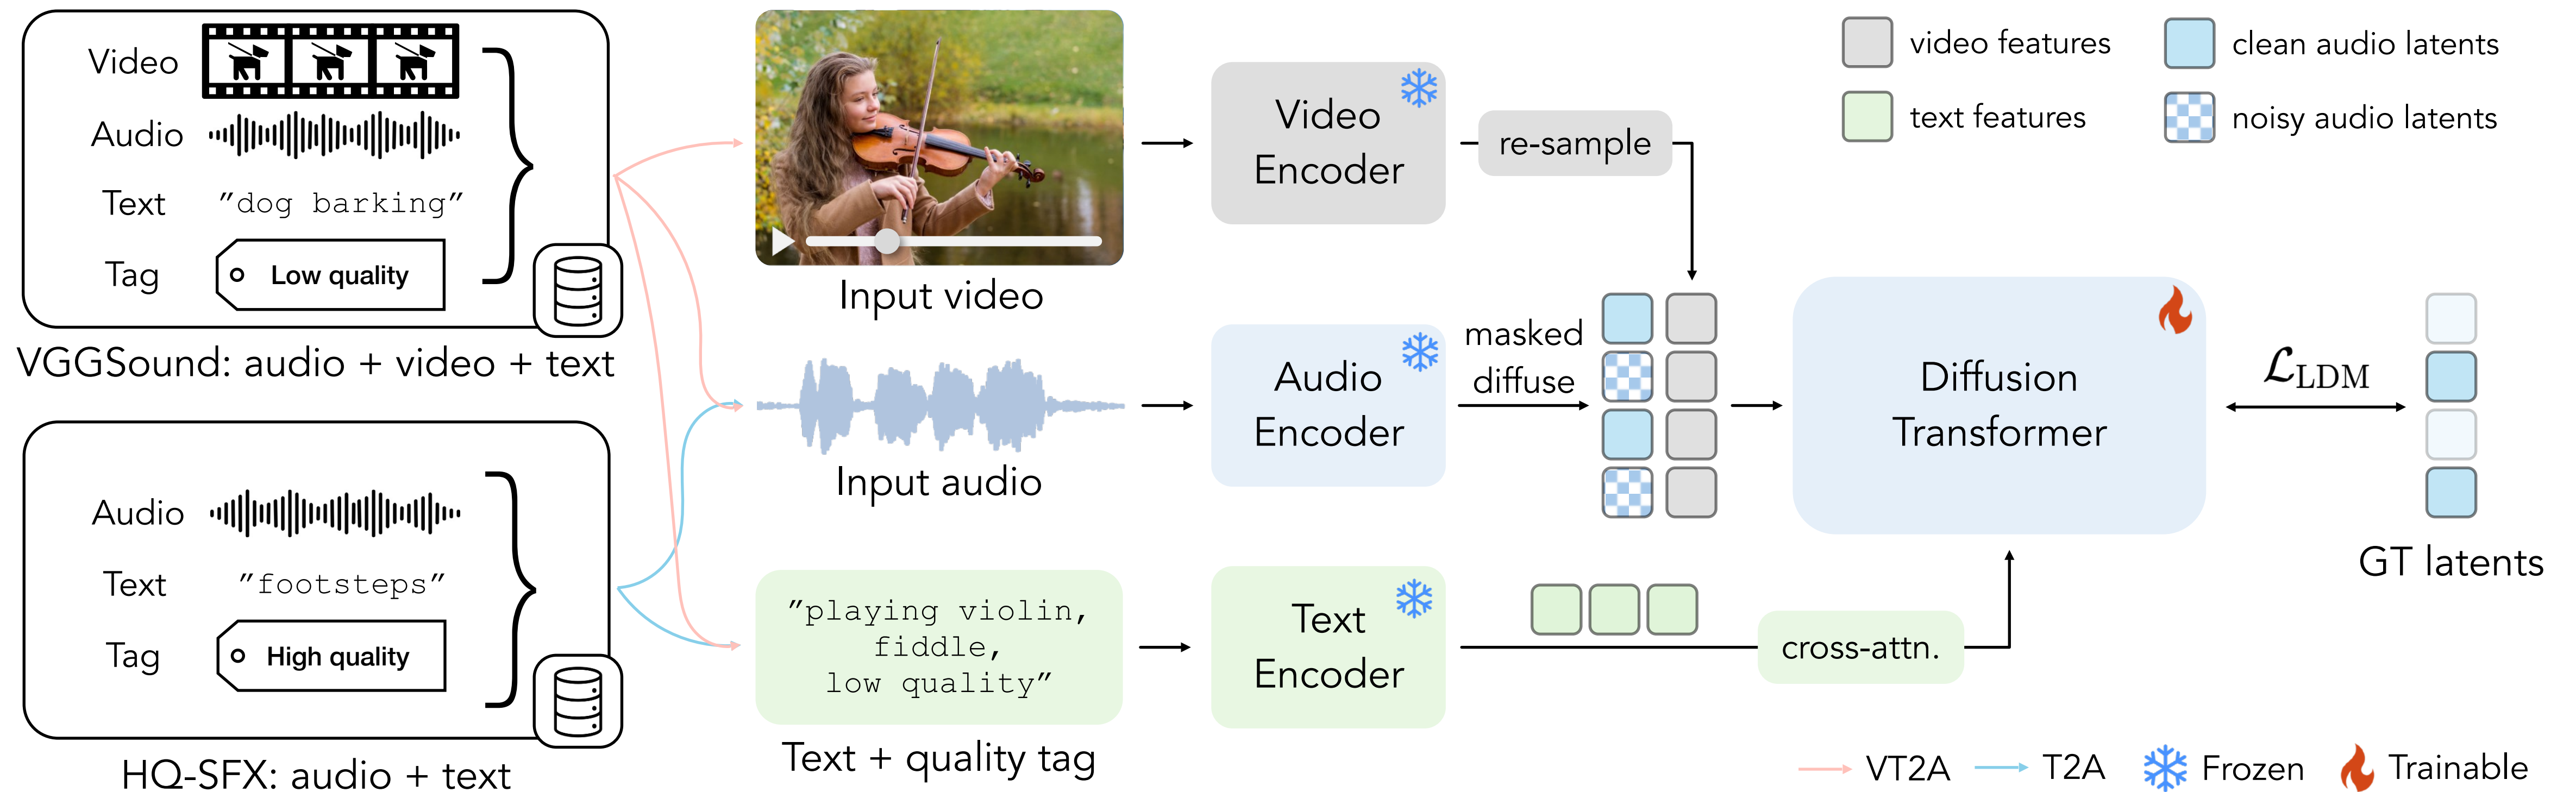 Video
Audio
Text
"dog barking"
Tag
Low quality
VGGSound: audio + video + text
Audio
Text
"footsteps"
Tag
High quality
HQ-SFX: audio + text
Input video
Input audio
"playing violin,
fiddle,
low quality"
Text + quality tag
Video
Encoder
re-sample
Audio
Encoder
masked
diffuse
Text
Encoder
cross-attn.
video features
clean audio latents
text features
noisy audio latents
Diffusion
Transformer
ℒLDM
GT latents
VT2A
T2A
Frozen
Trainable